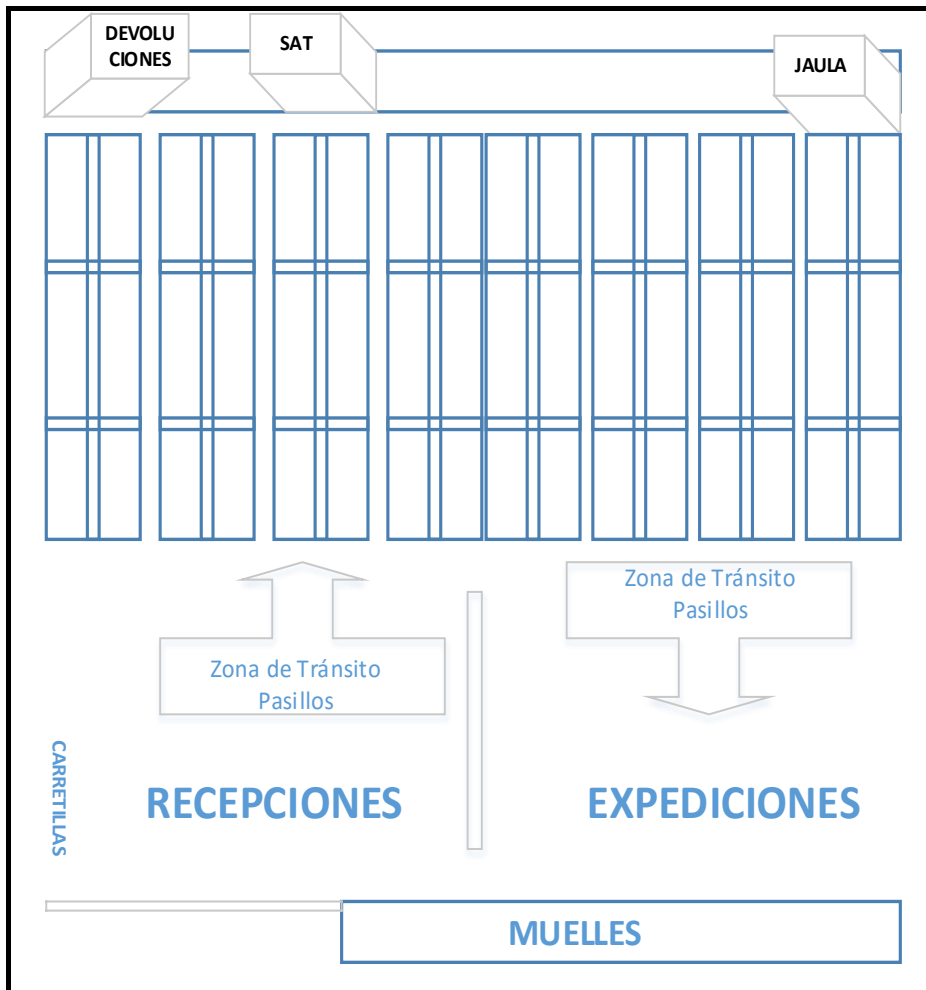 DEVOLU
CIONES
SAT
JAULA
Zona de Tránsito
Pasillos
Zona de Tránsito
Pasillos
CARRETILLAS
RECEPCIONES
EXPEDICIONES
MUELLES